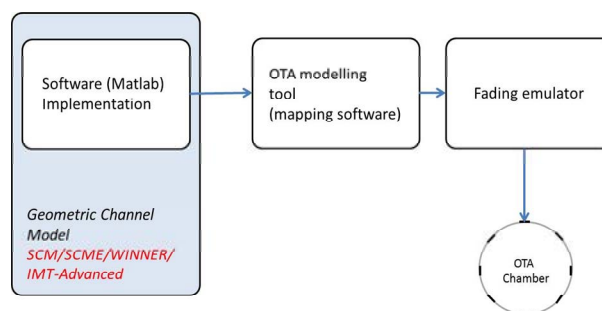 Software (Matlab)
Implementation
OTA modelling
tool
(mapping software)
Fading emulator
Geometric Channel
Model
SCM/SCME/WINNER/
IMT-Advanced
OTA
Chamber